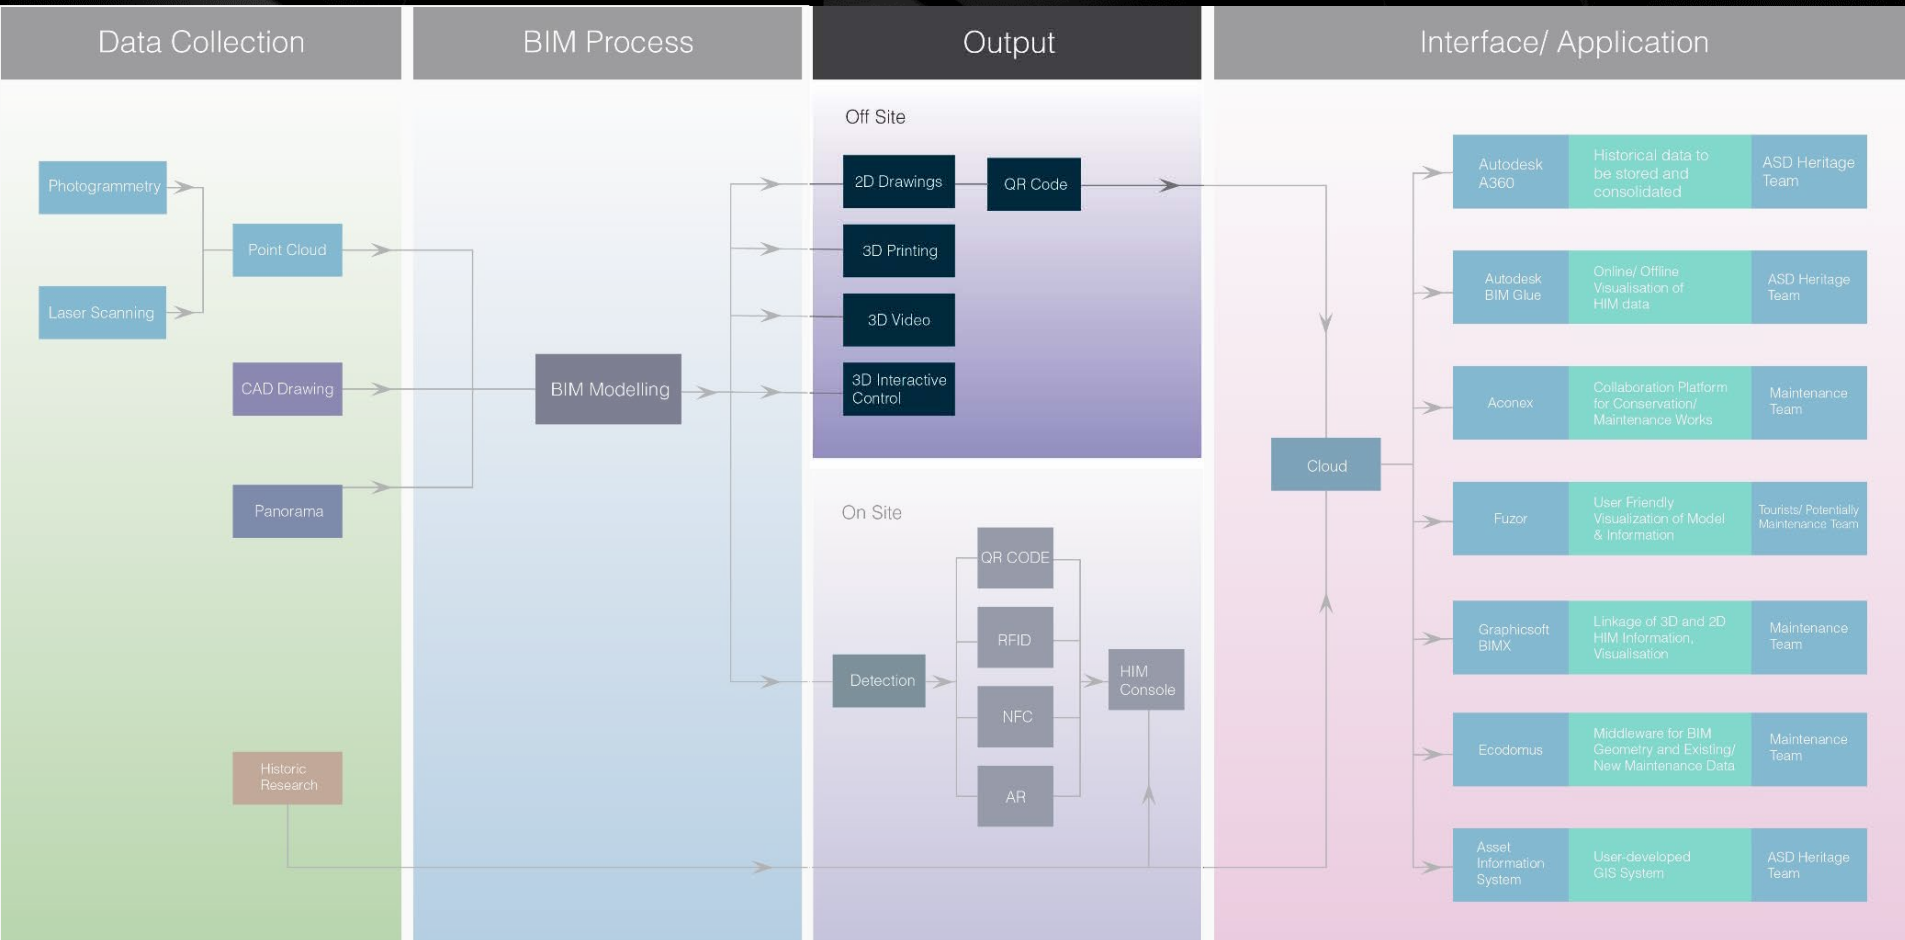 Data Collection
BIM Process
Output
Interface/ Application
Photogrammetry
Laser Scanning
Point Cloud
CAD Drawing
Panorama
Historic
Research
BIM Modelling
Off Site
2D Drawings
QR Code
3D Printing
3D Video
3D Interactive
Control
On Site
Detection
QR CODE
RFID
NFC
AR
HIM
Console
Cloud
Autodesk
A360
Historical data to
be stored and
consolidated
ASD Heritage
Team
Autodesk
BIM Glue
Online/ Offline
Visualisation of
HIM data
ASD Heritage
Team
Aconex
Collaboration Platform
for Conservation/
Maintenance Works
Maintenance
Team
Fuzor
User Friendly
Visualization of Model
& Information
Tourists/ Potentially
Maintenance Team
Graphicsoft
BIMX
Linkage of 3D and 2D
HIM Information,
Visualisation
Maintenance
Team
Ecodomus
Middleware for BIM
Geometry and Existing/
New Maintenance Data
Maintenance
Team
Asset
Information
System
User-developed
GIS System
ASD Heritage
Team